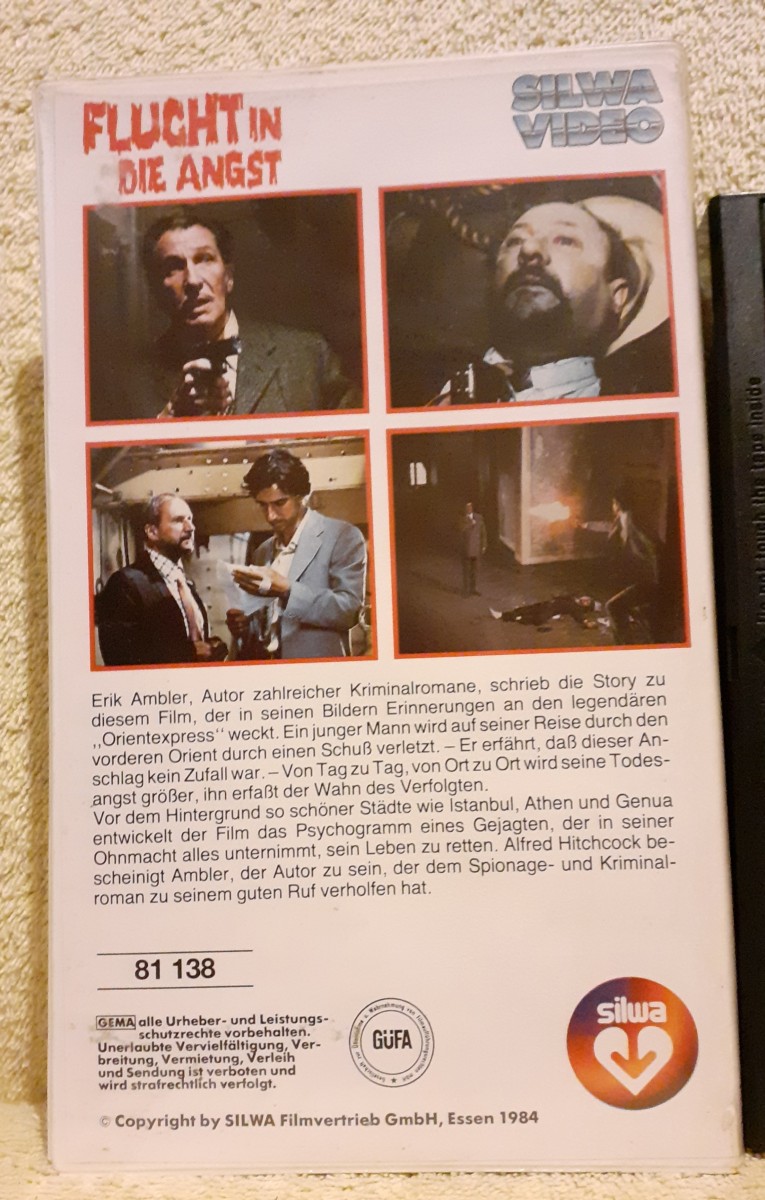 FLUCHT IN
DIE ANGST
SILWA
VIDEO
Erik Ambler, Autor zahlreicher Kriminalromane, schrieb die Story zu
diesem Film, der in seinen Bildern Erinnerungen an den legendären
„Orientexpress‟ weckt. Ein junger Mann wird auf seiner Reise durch den
vorderen Orient durch einen Schuß verletzt. – Er erfährt, daß dieser An-
schlag kein Zufall war. – Von Tag zu Tag, von Ort zu Ort wird seine Todes-
angst größer, ihn erfaßt der Wahn des Verfolgten.
Vor dem Hintergrund so schöner Städte wie Istanbul, Athen und Genua
entwickelt der Film das Psychogramm eines Gejagten, der in seiner
Ohnmacht alles unternimmt, sein Leben zu retten. Alfred Hitchcock be-
scheinigt Ambler, der Autor zu sein, der dem Spionage- und Kriminal-
roman zu seinem guten Ruf verholfen hat.
81 138
GEMA alle Urheber- und Leistungs-
schutzrechte vorbehalten.
Unerlaubte Vervielfältigung, Ver-
breitung, Vermietung, Verleih
und Sendung ist verboten und
wird strafrechtlich verfolgt.
GÜFA
silwa
© Copyright by SILWA Filmvertrieb GmbH, Essen 1984
not touch the tape inside